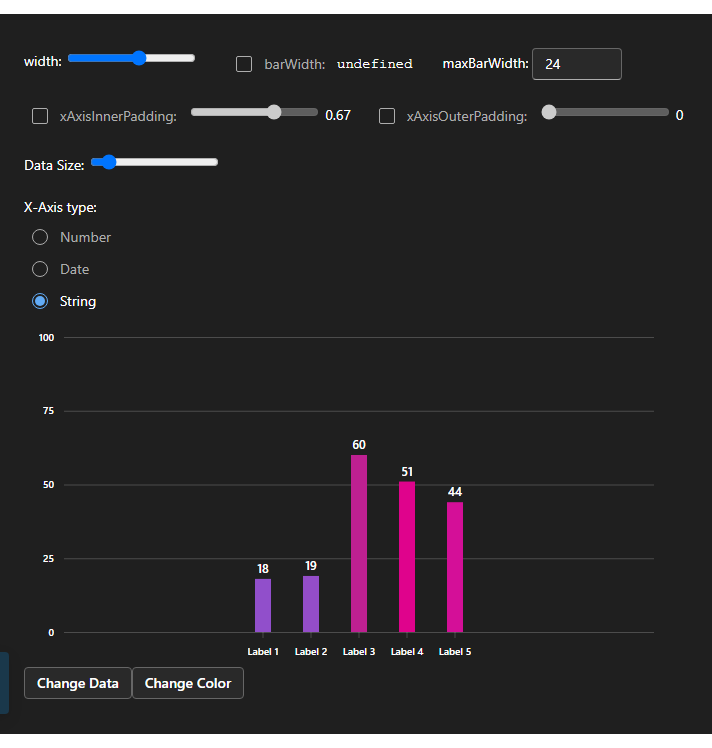 width: barWidth: undefined maxBarWidth: 24
xAxisInnerPadding: 0.67 xAxisOuterPadding: 0
Data Size:
X-Axis type:
Number
Date
String
100
75
60
51
50
44
25
18 19
0
Label 1 Label 2 Label 3 Label 4 Label 5
Change Data Change Color